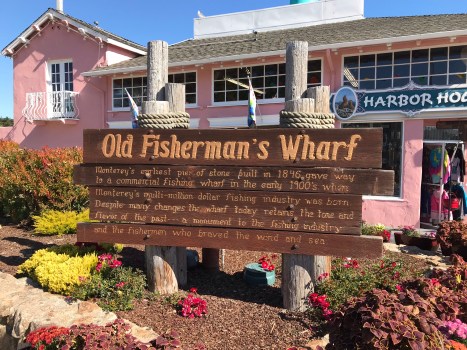 HARBOR HO
Old Fisherman's Wharf
Monterey's earliest pier of stone built in 1846, gave way
to a commercial fishing wharf in the early 1900's where
Monterey's multi-million dollar fishing industry was born
Despite many changes the wharf today retains the tone and
flavor of the past - a monument to the fishing industry
and the fishermen who braved the wind and sea